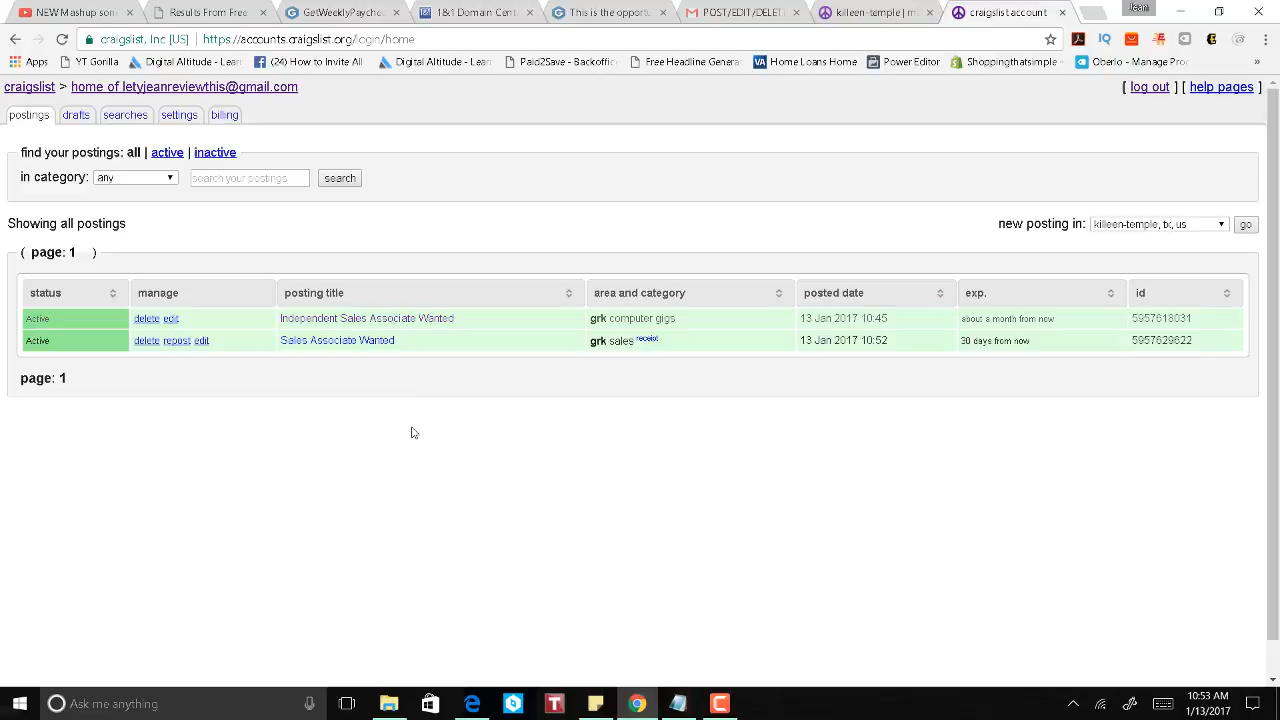 NEW Mashup son
Results From Free
GetWeeklyPayche
1&1 Domain Cent
This is the opport
POST/EDIT/DELE
killeen-temple | m
craigslist account
Jean
craigslist, Inc [US] https://accounts.craigslist.org/login/home
Apps YT Gorilla Digital Altitude - Lear (24) How to Invite All Digital Altitude - Lear Paid2Save - Backoffic Free Headline Genera VA Home Loans Home Power Editor Shoppingthatsimple Oberlo - Manage Pro »
craigslist > home of letyjeanreviewthis@gmail.com [ log out ] [ help pages ]
postings drafts searches settings billing
find your postings: all | active | inactive
in category: any search your postings search
Showing all postings new posting in: killeen-temple, tx, us go
( page: 1 )
status manage posting title area and category posted date exp. id
Active delete edit Independent Sales Associate Wanted grk computer gigs 13 Jan 2017 10:45 about a month from now 5957618031
Active delete repost edit Sales Associate Wanted grk sales receipt 13 Jan 2017 10:52 30 days from now 5957629622
page: 1
Ask me anything
10:53 AM
1/13/2017